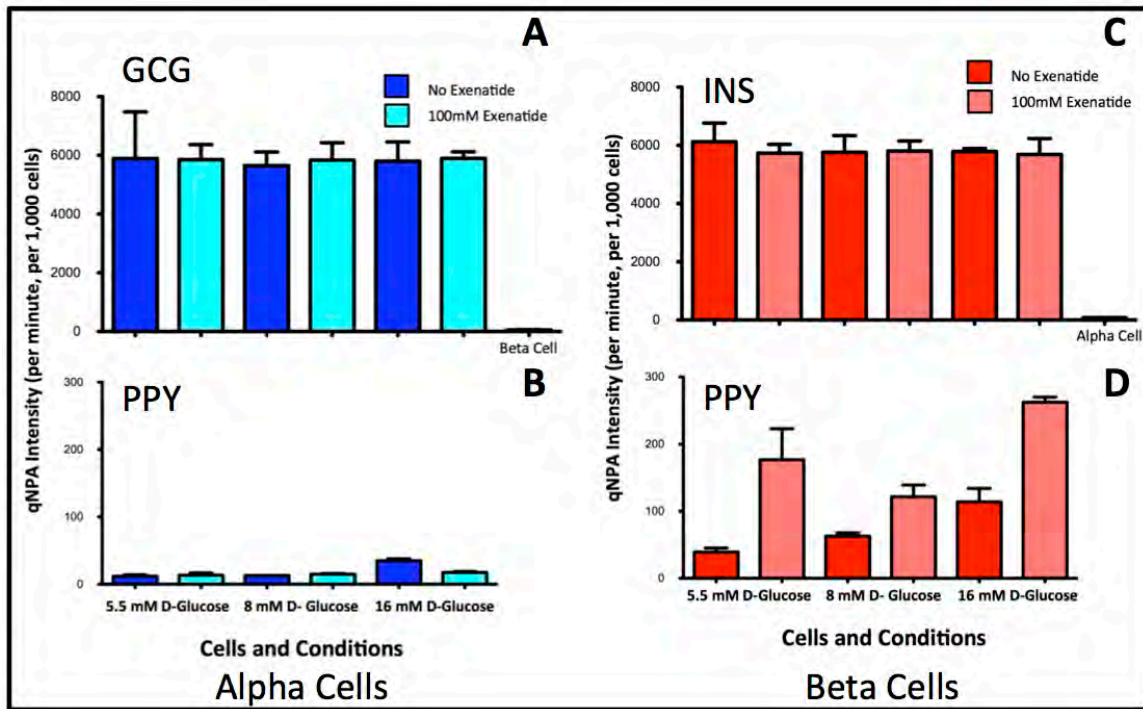 A
GCG
No Exenatide
100mM Exenatide
8000
6000
4000
2000
0
Beta Cell
B
PPY
300
200
100
0
5.5 mM D-Glucose 8 mM D- Glucose 16 mM D-Glucose
Cells and Conditions
Alpha Cells
qNPA Intensity (per minute, per 1,000 cells)
C
INS
No Exenatide
100mM Exenatide
8000
6000
4000
2000
0
Alpha Cell
D
PPY
300
200
100
0
5.5 mM D-Glucose 8 mM D- Glucose 16 mM D-Glucose
Cells and Conditions
Beta Cells
qNPA Intensity (per minute, per 1,000 cells)